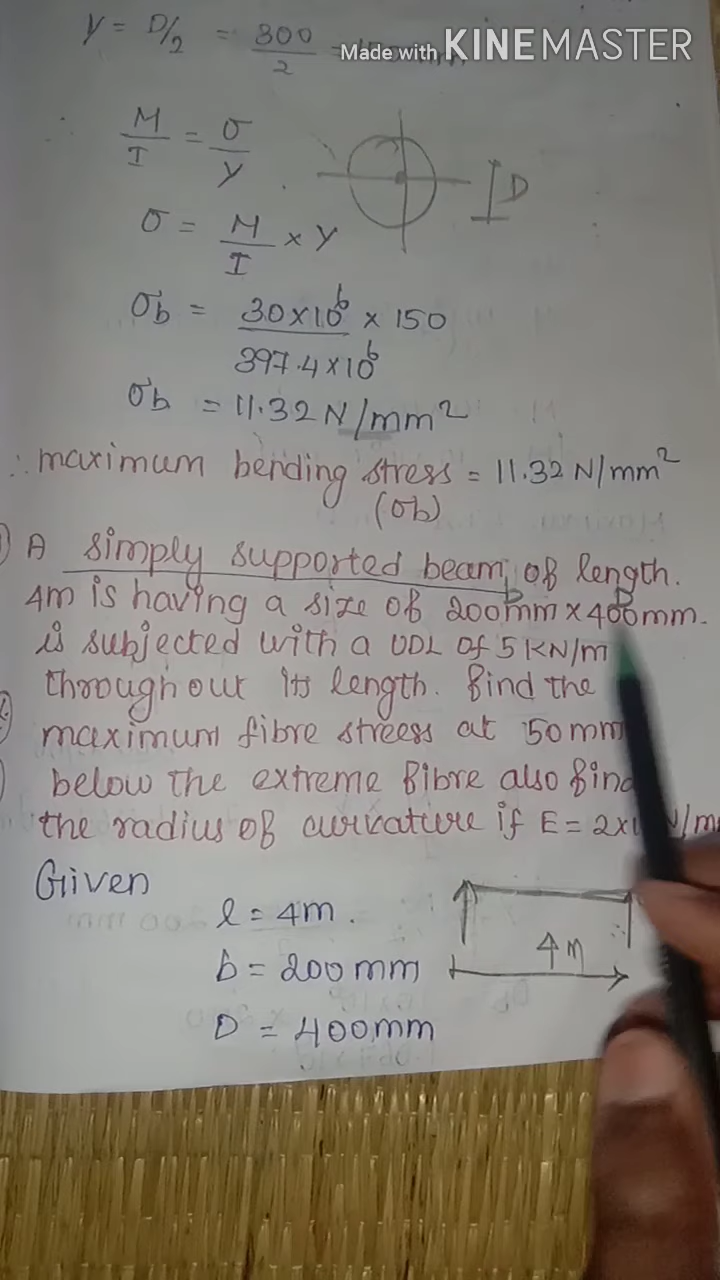 Y = D/2 = 300/2 =
Made with KINEMASTER
∴ M/I = σ/Y
D
σ = M/I × Y
σb = 30×10^6/397.4×10^6 × 150
σb = 11.32 N/mm²
∴ maximum bending stress = 11.32 N/mm²
(σb)
A simply supported beam of length.
b D
4m is having a size of 200mm × 400mm.
is subjected with a UDL of 5 KN/m
throughout its length. find the
maximum fibre streess at 50mm
below the extreme fibre also find
the radius of curvature if E = 2×
Given
l = 4m.
b = 200 mm
4m
D = 400mm